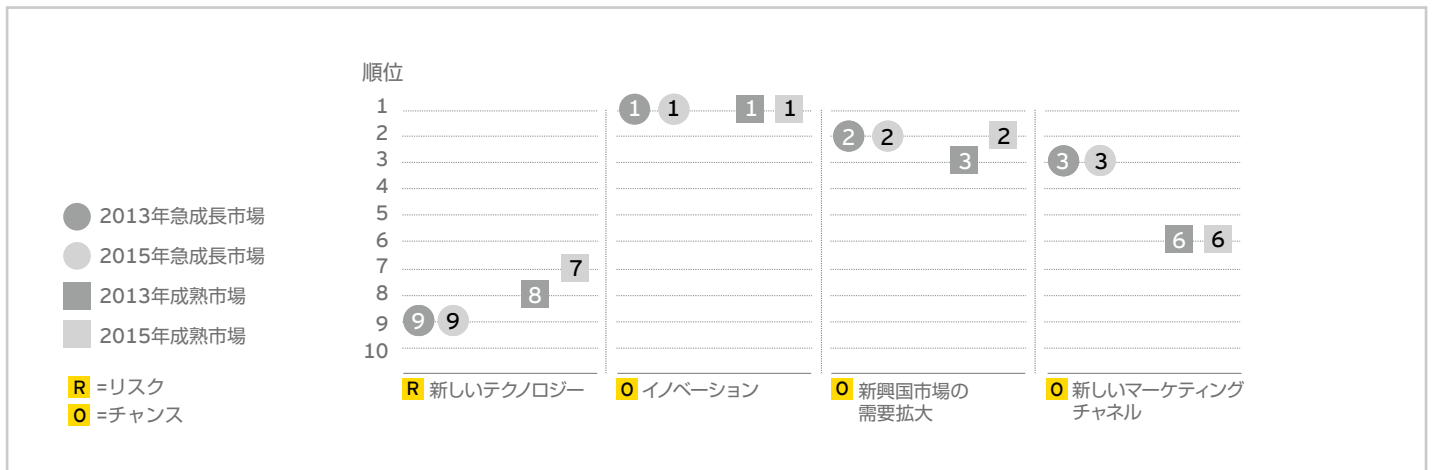 順位
1
2
3
4
5
6
7
8
9
10
1 1 1 1
2 2 2
3
3 3
6 6
7
8
9 9
2013年急成長市場
2015年急成長市場
2013年成熟市場
2015年成熟市場
R =リスク
O =チャンス
R 新しいテクノロジー
O イノベーション
O 新興国市場の
需要拡大
O 新しいマーケティング
チャネル